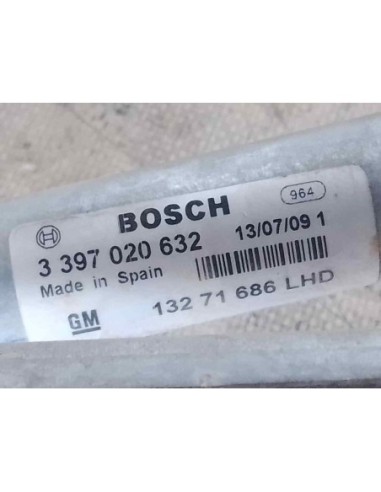 964
BOSCH
3 397 020 632 13/07/09 1
Made in Spain
GM 132 71 686 LHD